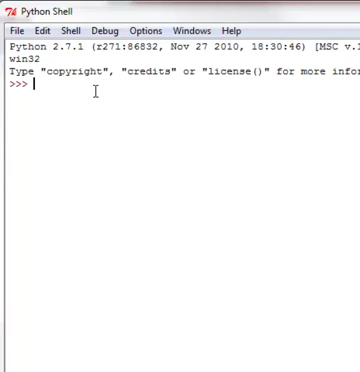 Python Shell
File Edit Shell Debug Options Windows Help
Python 2.7.1 (r271:86832, Nov 27 2010, 18:30:46) [MSC v.1
win32
Type "copyright", "credits" or "license()" for more infor
>>>